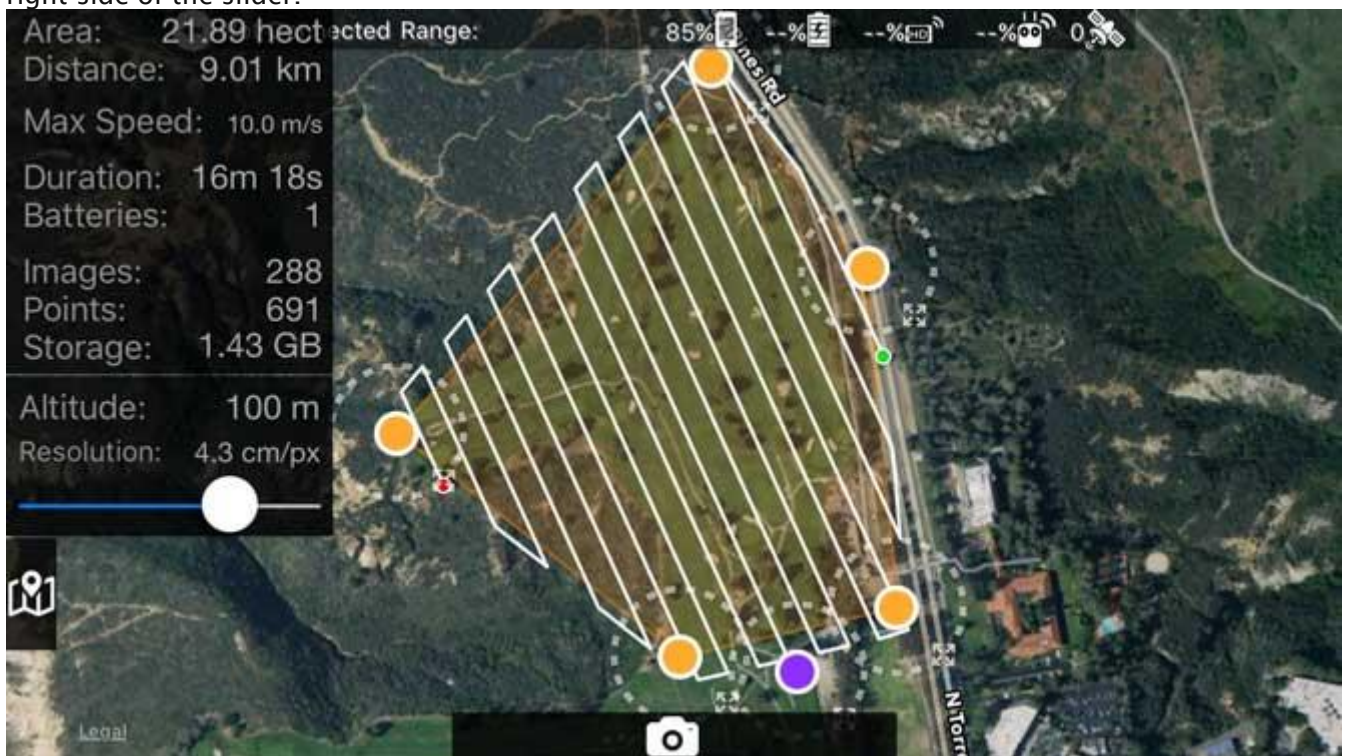 right side of the slider.
Area: 21.89 hect
ected Range:
85%
--%
--%
HD
--%
0
Distance: 9.01 km
Max Speed: 10.0 m/s
Duration: 16m 18s
Batteries: 1
Images: 288
Points: 691
Storage: 1.43 GB
Altitude: 100 m
Resolution: 4.3 cm/px
ines Rd
N Torr
Legal